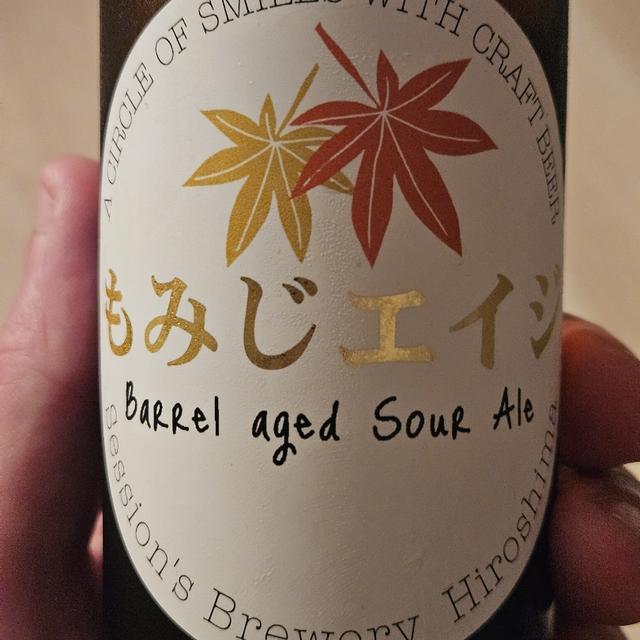 A CIRCLE OF SMILES WITH CRAFT BEER
もみじエイジ
Barrel aged Sour Ale
Session's Brewery Hiroshima